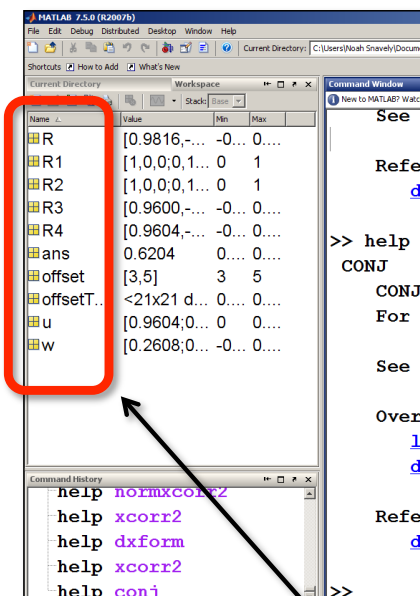 MATLAB 7.5.0 (R2007b)
File Edit Debug Distributed Desktop Window Help
Current Directory: C:\Users\Noah Snavely\Docume
Shortcuts How to Add What's New
Current Directory Workspace
Stack: Base
Name Value Min Max
R [0.9816,-... -0... 0....
R1 [1,0,0;0,1... 0 1
R2 [1,0,0;0,1... 0 1
R3 [0.9600,-... -0... 0....
R4 [0.9604,-... -0... 0....
ans 0.6204 0.... 0....
offset [3,5] 3 5
offsetT... <21x21 d... 0.... 0....
u [0.9604;0... 0 0....
w [0.2608;0... -0... 0....
Command History
help normxcorr2
help xcorr2
help dxform
help xcorr2
help conj
Command Window
New to MATLAB? Watc
See
Refe
d
>> help
CONJ
CONJ
For
See
Over
l
d
Refe
d
>>